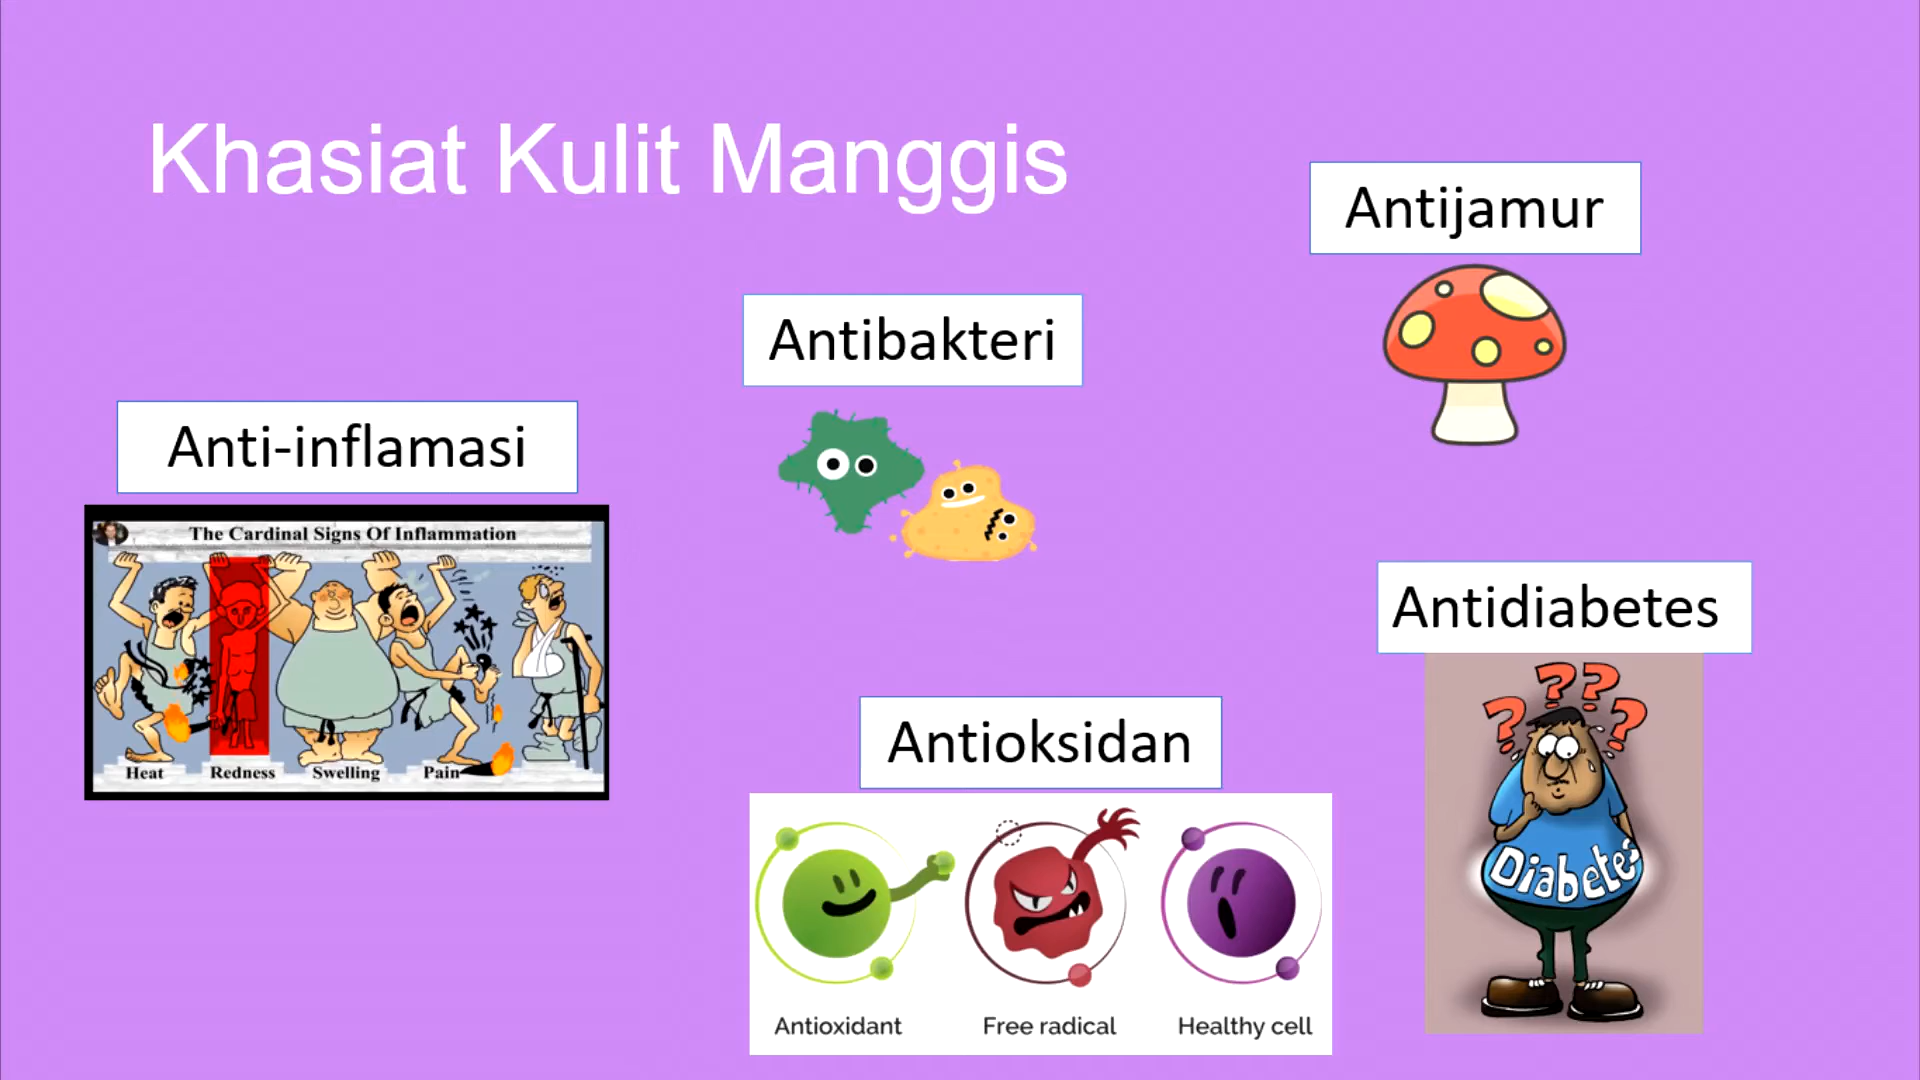 Khasiat Kulit Manggis
Antijamur
Antibakteri
Anti-inflamasi
The Cardinal Signs Of Inflammation
Heat Redness Swelling Pain
Antidiabetes
????
Diabetes
Antioksidan
Antioxidant Free radical Healthy cell